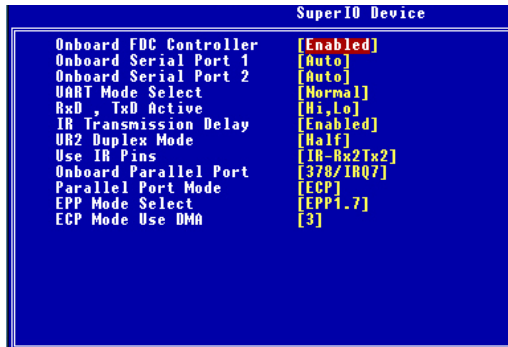 SuperIO Device
Onboard FDC Controller [Enabled]
Onboard Serial Port 1 [Auto]
Onboard Serial Port 2 [Auto]
UART Mode Select [Normal]
RxD , TxD Active [Hi,Lo]
IR Transmission Delay [Enabled]
UR2 Duplex Mode [Half]
Use IR Pins [IR-Rx2Tx2]
Onboard Parallel Port [378/IRQ7]
Parallel Port Mode [ECP]
EPP Mode Select [EPP1.7]
ECP Mode Use DMA [3]